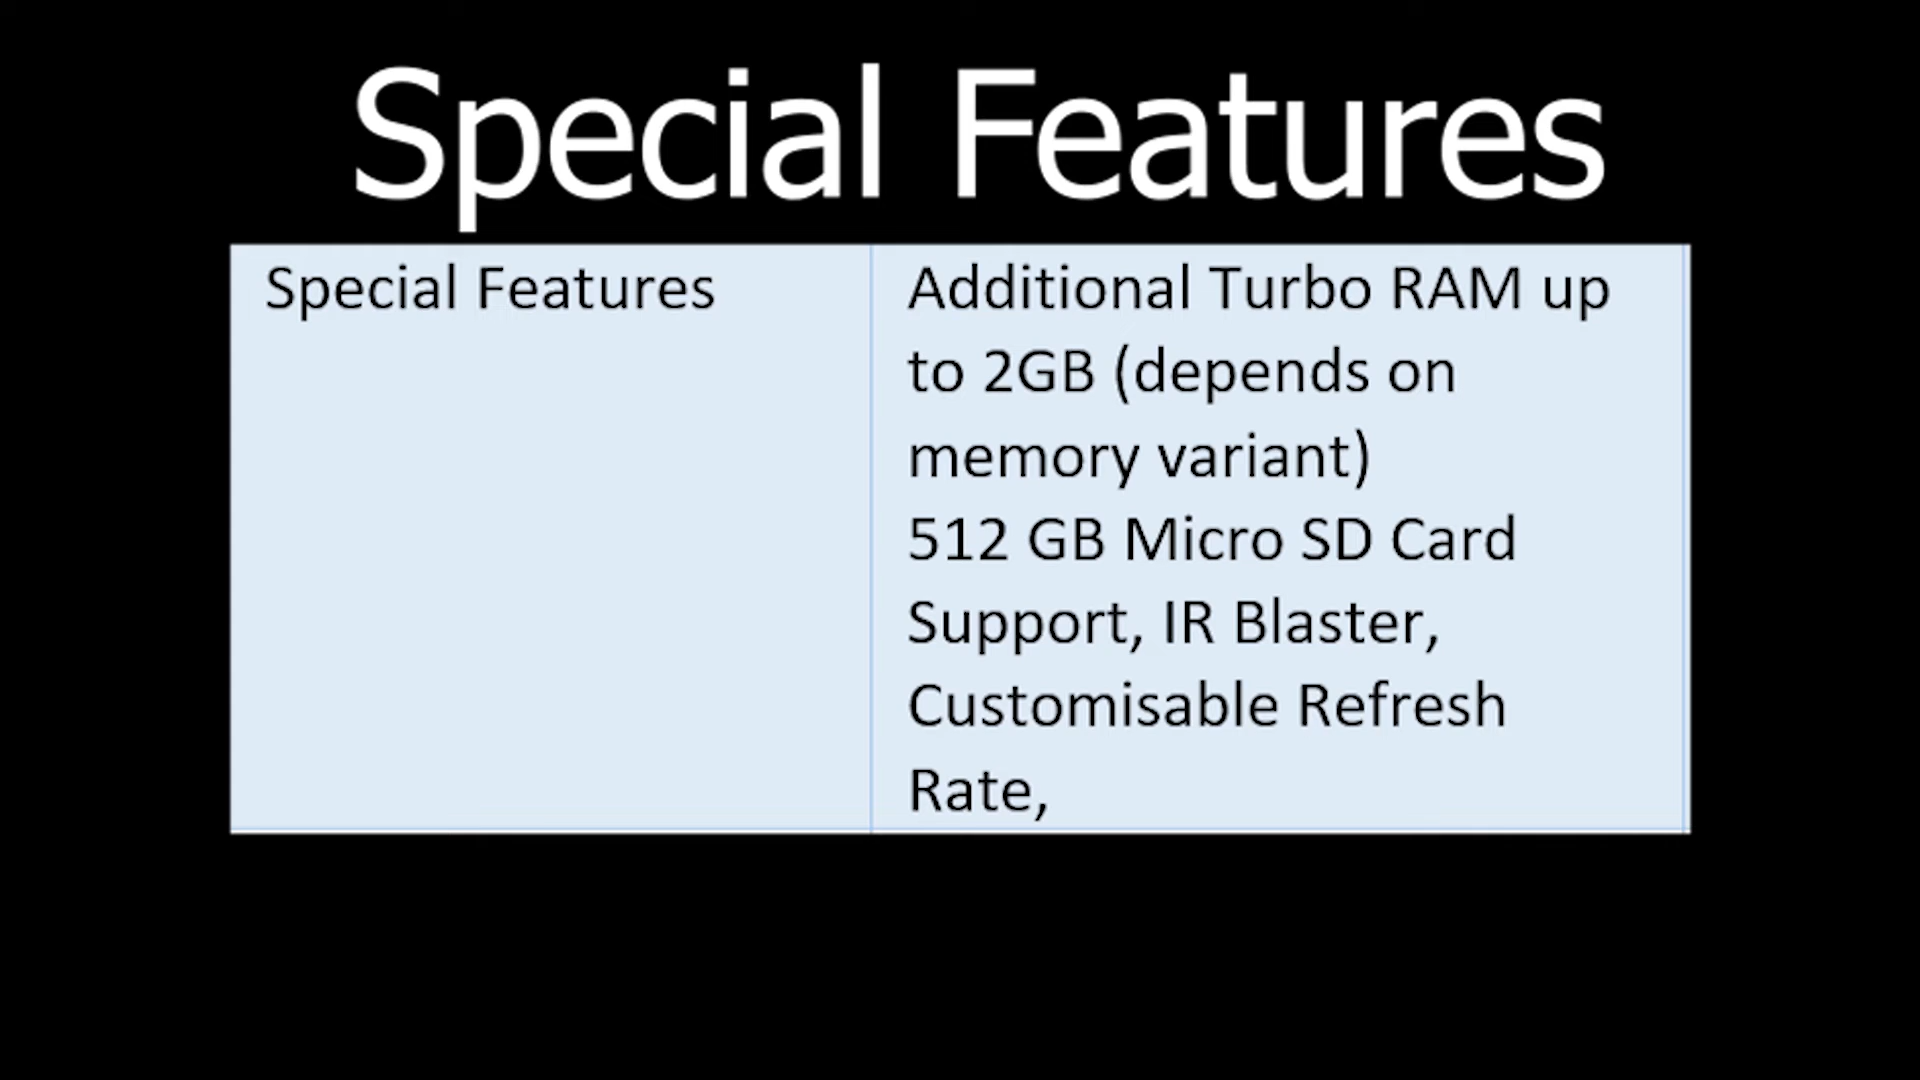 Special Features
Special Features
Additional Turbo RAM up
to 2GB (depends on
memory variant)
512 GB Micro SD Card
Support, IR Blaster,
Customisable Refresh
Rate,